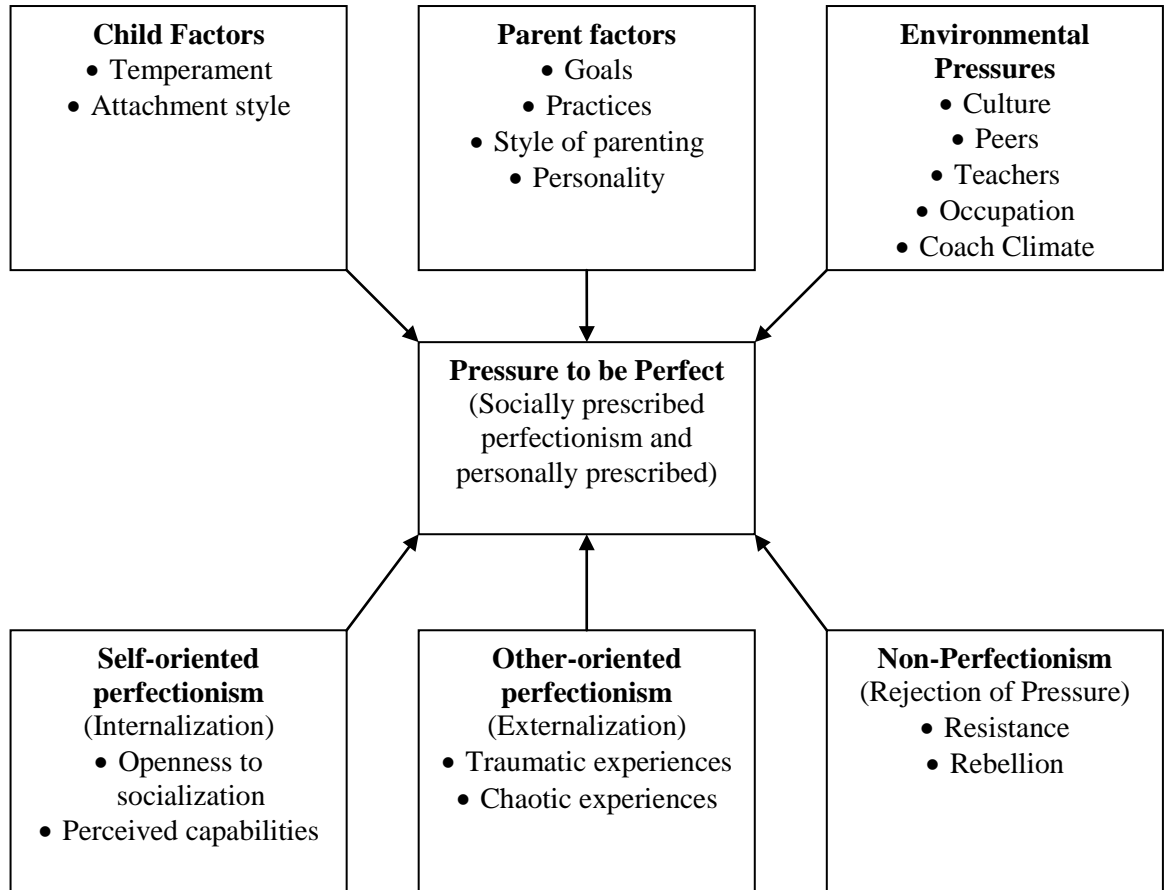 Child Factors
• Temperament
• Attachment style
Parent factors
• Goals
• Practices
• Style of parenting
• Personality
Environmental
Pressures
• Culture
• Peers
• Teachers
• Occupation
• Coach Climate
Pressure to be Perfect
(Socially prescribed
perfectionism and
personally prescribed)
Self-oriented
perfectionism
(Internalization)
• Openness to
socialization
• Perceived capabilities
Other-oriented
perfectionism
(Externalization)
• Traumatic experiences
• Chaotic experiences
Non-Perfectionism
(Rejection of Pressure)
• Resistance
• Rebellion